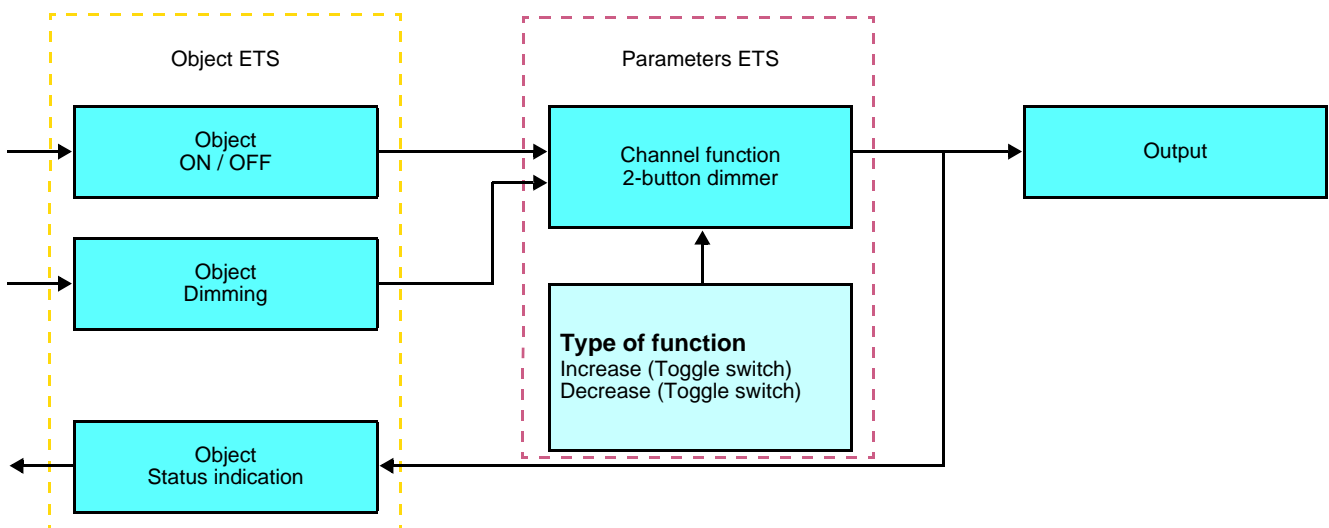 Object ETS
Parameters ETS
Object
ON / OFF
Channel function
2-button dimmer
Output
Object
Dimming
Type of function
Increase (Toggle switch)
Decrease (Toggle switch)
Object
Status indication